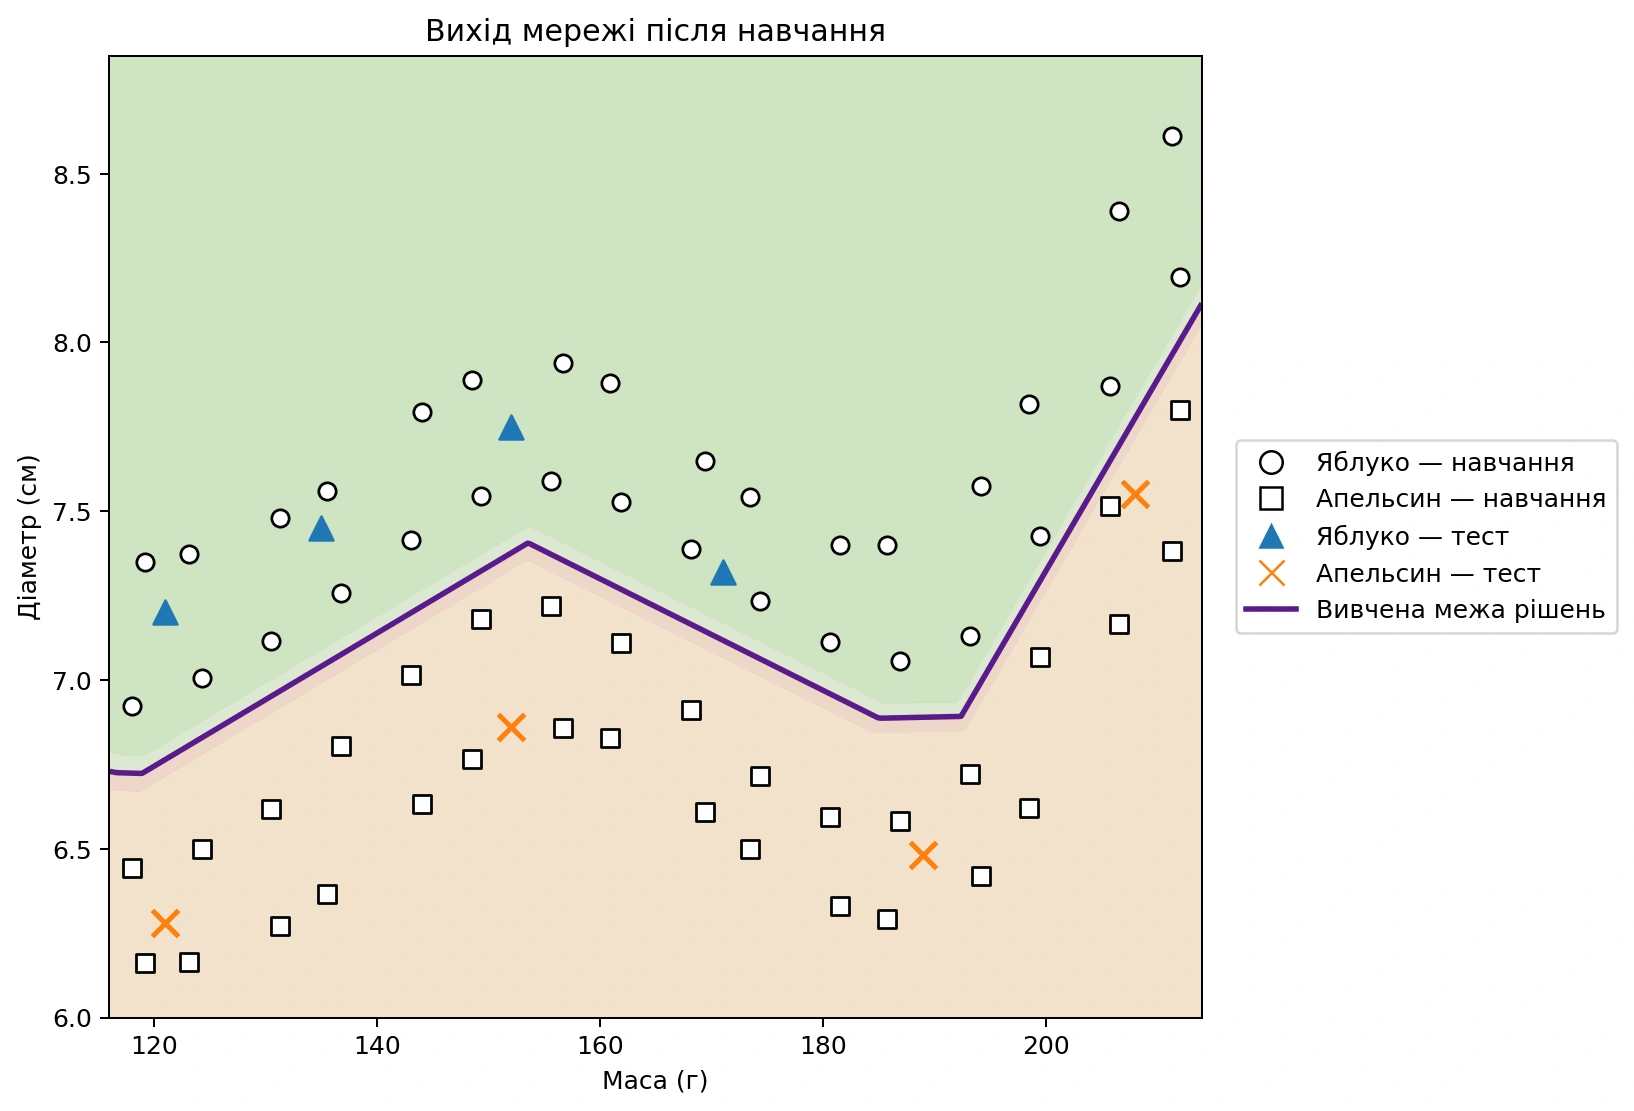 Вихід мережі після навчання
Діаметр (см)
8.5
8.0
7.5
7.0
6.5
6.0
120 140 160 180 200
Маса (г)
Яблуко — навчання
Апельсин — навчання
Яблуко — тест
Апельсин — тест
Вивчена межа рішень